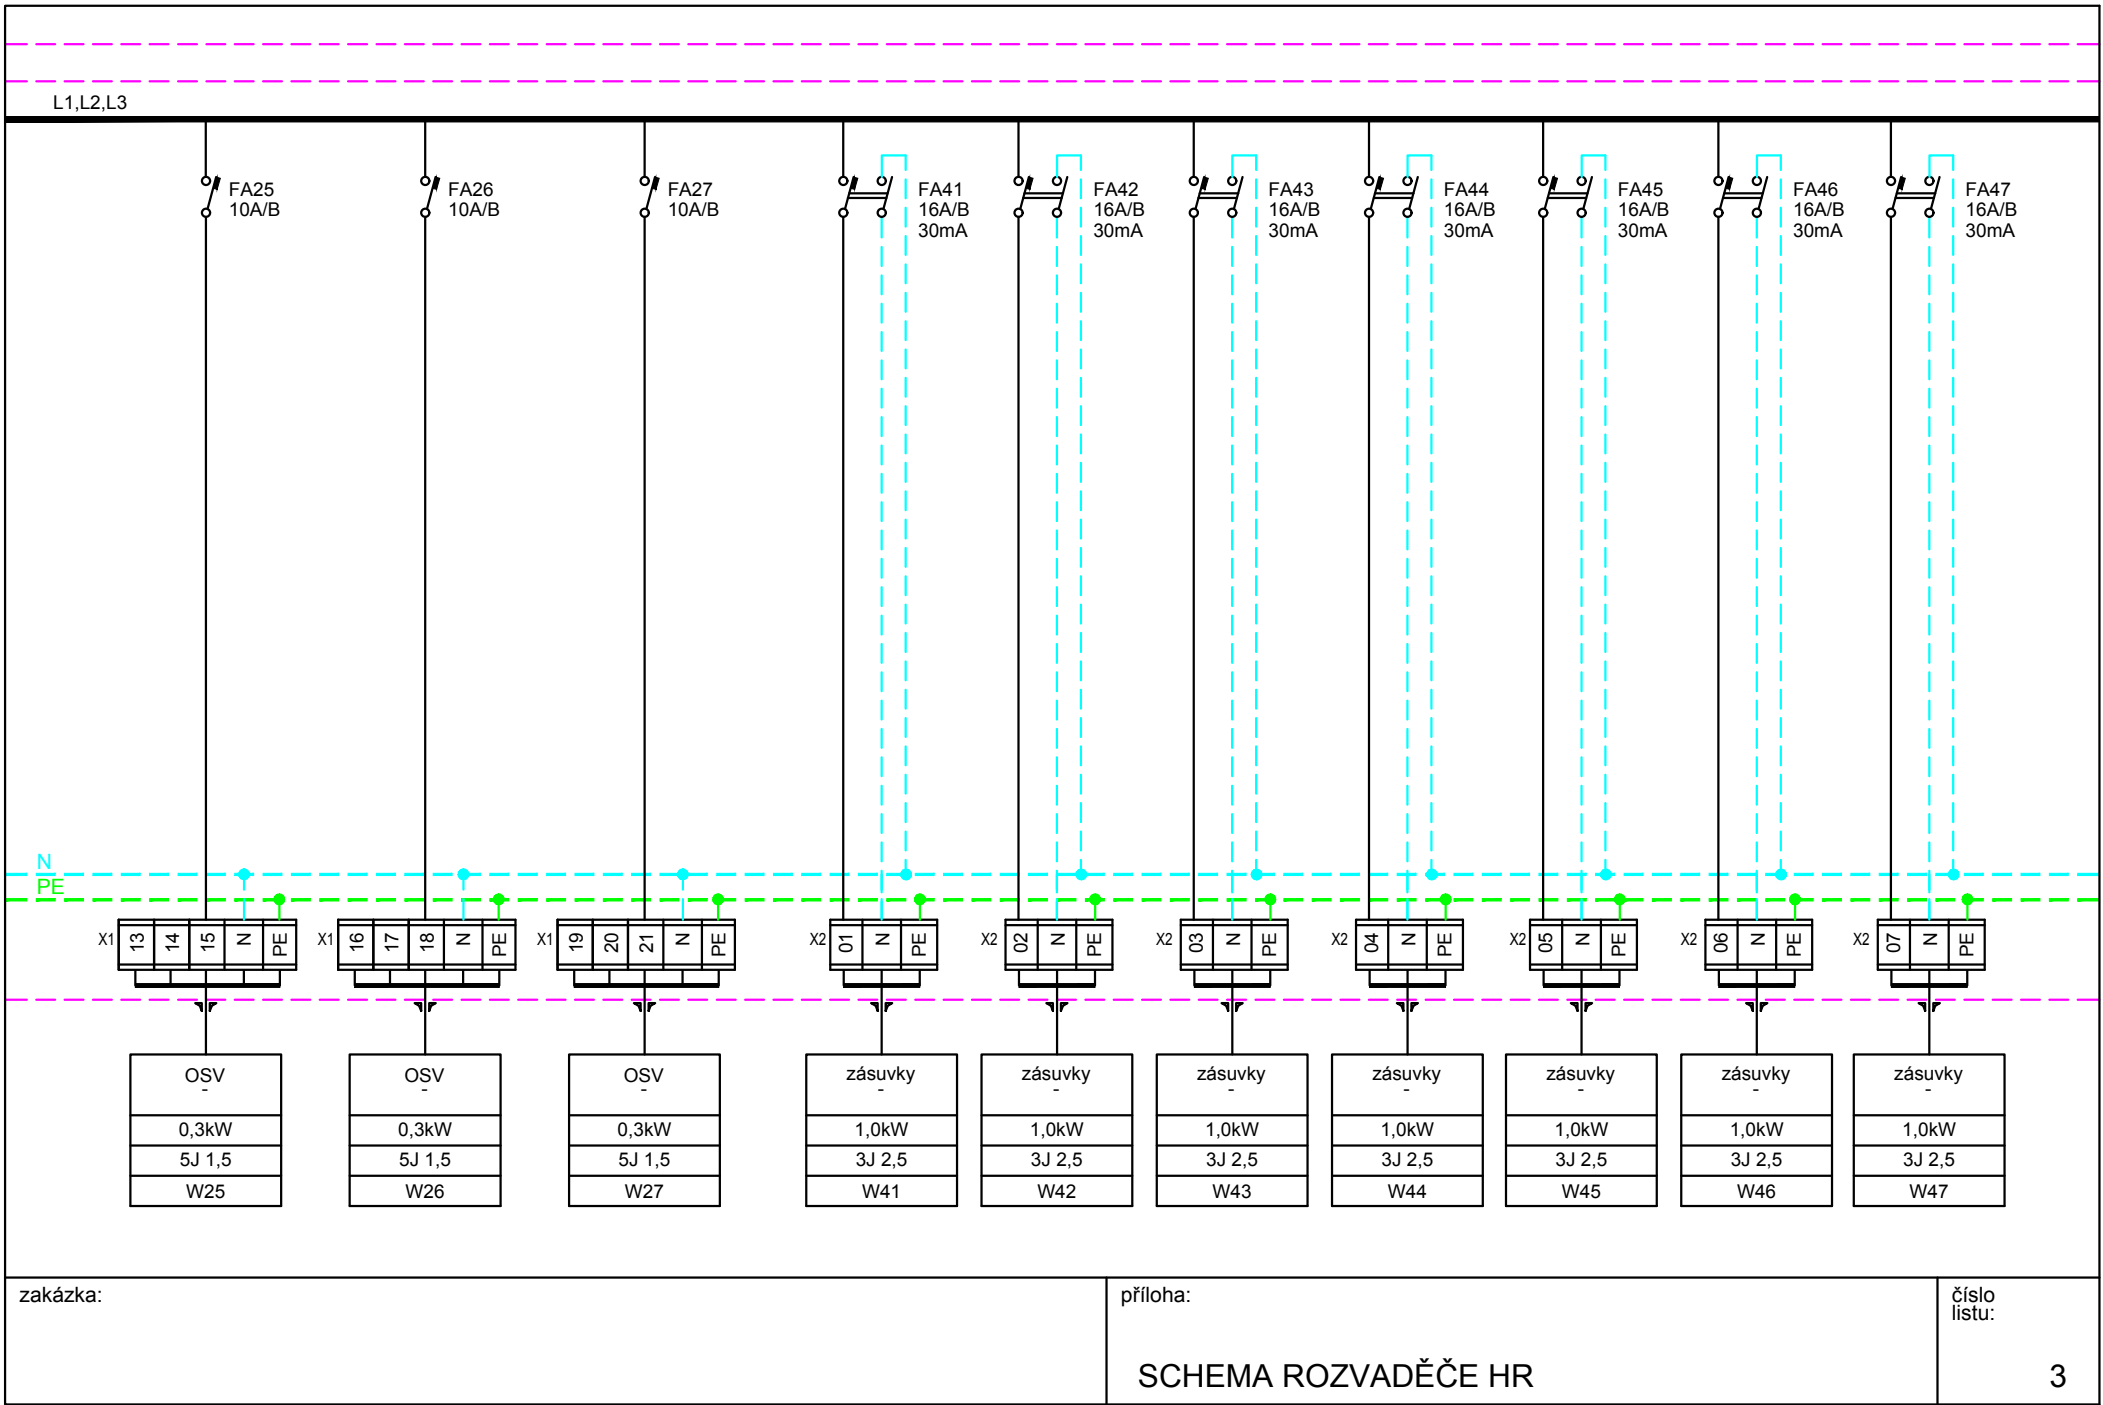 L1,L2,L3
FA25
10A/B
FA26
10A/B
FA27
10A/B
FA41
16A/B
30mA
FA42
16A/B
30mA
FA43
16A/B
30mA
FA44
16A/B
30mA
FA45
16A/B
30mA
FA46
16A/B
30mA
FA47
16A/B
30mA
N
PE
X1 13 14 15 N PE
X1 16 17 18 N PE
X1 19 20 21 N PE
X2 01 N PE
X2 02 N PE
X2 03 N PE
X2 04 N PE
X2 05 N PE
X2 06 N PE
X2 07 N PE
OSV
-
0,3kW
5J 1,5
W25
OSV
-
0,3kW
5J 1,5
W26
OSV
-
0,3kW
5J 1,5
W27
zásuvky
-
1,0kW
3J 2,5
W41
zásuvky
-
1,0kW
3J 2,5
W42
zásuvky
-
1,0kW
3J 2,5
W43
zásuvky
-
1,0kW
3J 2,5
W44
zásuvky
-
1,0kW
3J 2,5
W45
zásuvky
-
1,0kW
3J 2,5
W46
zásuvky
-
1,0kW
3J 2,5
W47
zakázka:
příloha:
SCHEMA ROZVADĚČE HR
číslo
listu:
3